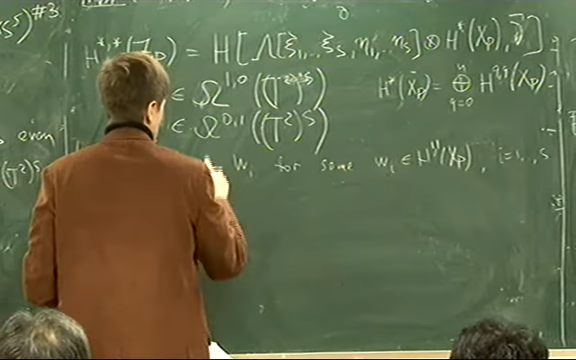 S⁵)#3
H*,*(Z_P) = H[Λ[ξ₁,...ξ_s, η₁,..η_s] ⊗ H*(X_P), ∂̄]
∈ Ω^{1,0}((T²)^s) H*(X_P) = ⊕_{q=0}^{n} H^{q,q}(X_P)
∈ Ω^{0,1}((T²)^s)
s even
(T²)^s = w_i for some w_i ∈ H^{1,1}(X_P), i=1,..,s